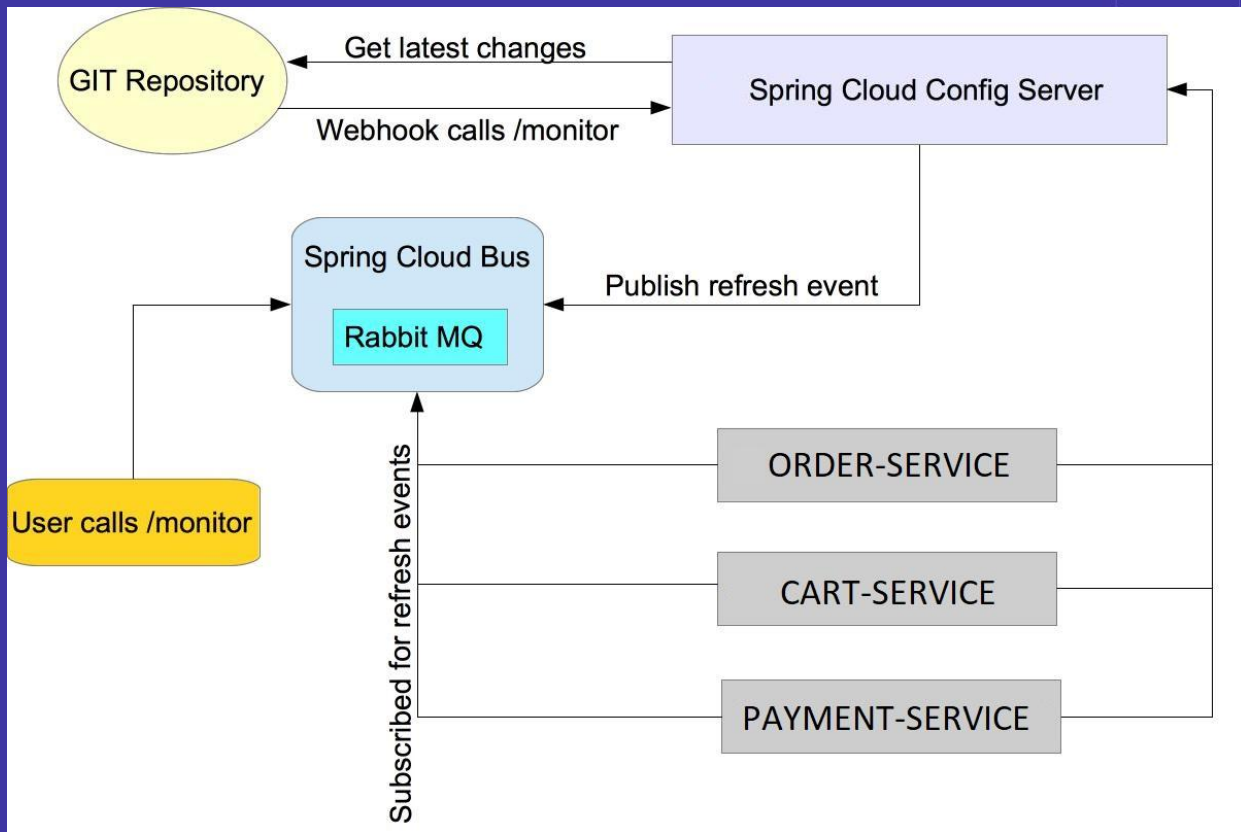 Get latest changes
GIT Repository
Spring Cloud Config Server
Webhook calls /monitor
Spring Cloud Bus
Publish refresh event
Rabbit MQ
ORDER-SERVICE
User calls /monitor
Subscribed for refresh events
CART-SERVICE
PAYMENT-SERVICE